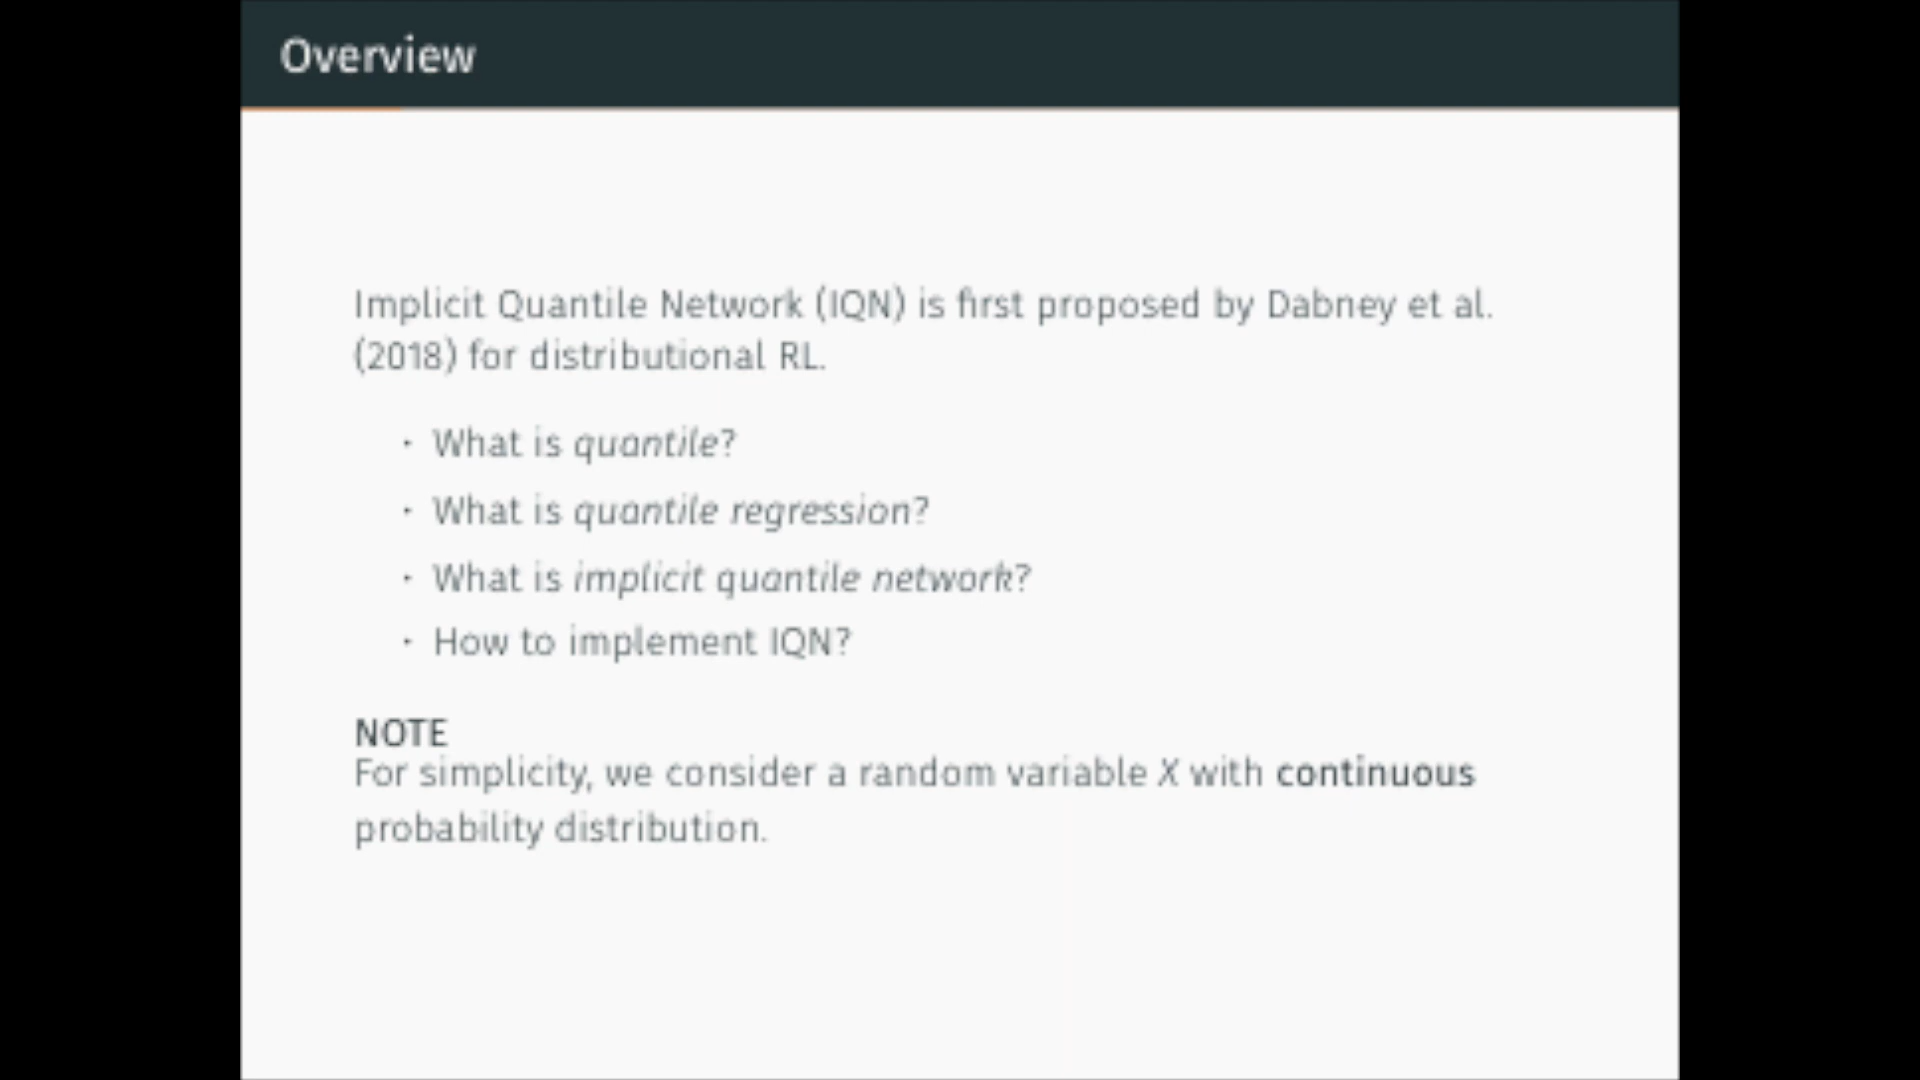 Overview
Implicit Quantile Network (IQN) is first proposed by Dabney et al.
(2018) for distributional RL.
· What is quantile?
· What is quantile regression?
· What is implicit quantile network?
· How to implement IQN?
NOTE
For simplicity, we consider a random variable X with continuous
probability distribution.